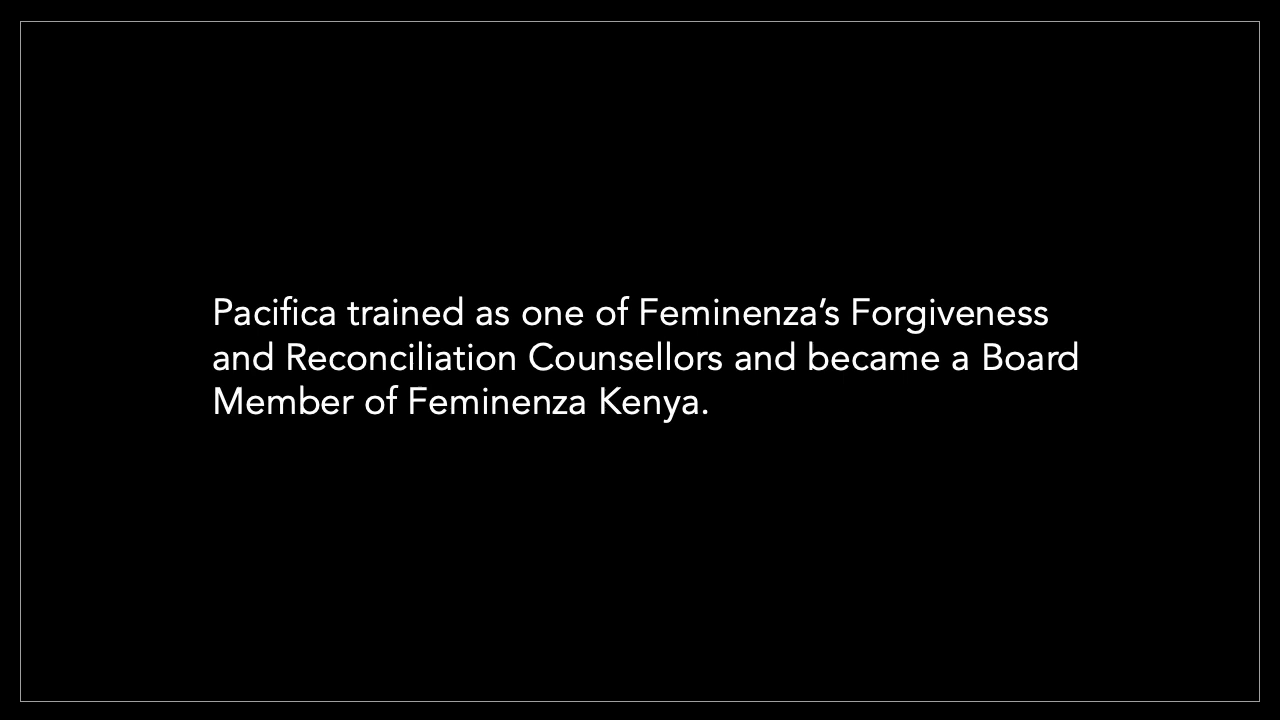 Pacifica trained as one of Feminenza’s Forgiveness
and Reconciliation Counsellors and became a Board
Member of Feminenza Kenya.